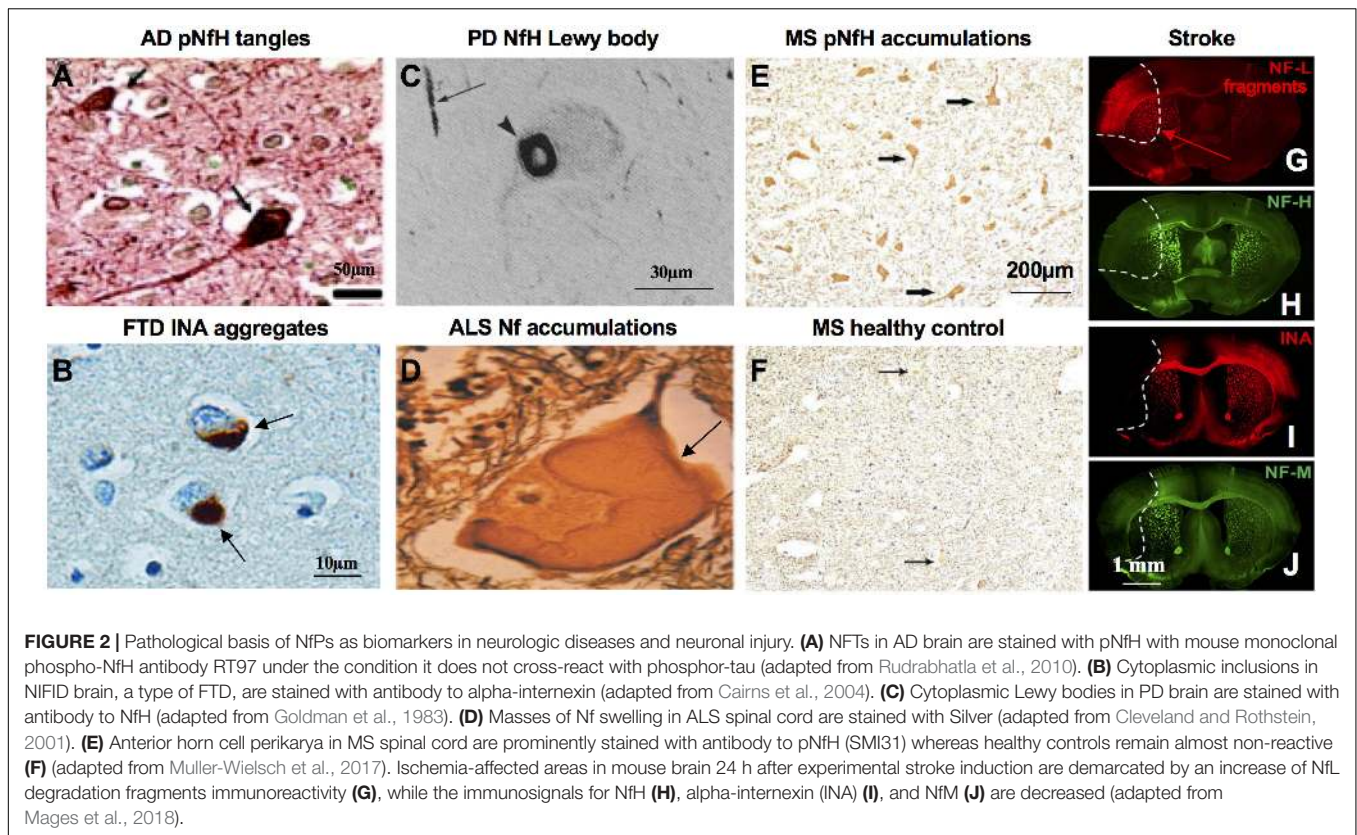 AD pNfH tangles
PD NfH Lewy body
MS pNfH accumulations
Stroke
A
50µm
C
30µm
E
200µm
NF-L
fragments
G
NF-H
H
FTD INA aggregates
ALS Nf accumulations
MS healthy control
B
10µm
D
F
INA
I
NF-M
1 mm
J
FIGURE 2 | Pathological basis of NfPs as biomarkers in neurologic diseases and neuronal injury. (A) NFTs in AD brain are stained with pNfH with mouse monoclonal
phospho-NfH antibody RT97 under the condition it does not cross-react with phosphor-tau (adapted from Rudrabhatla et al., 2010). (B) Cytoplasmic inclusions in
NIFID brain, a type of FTD, are stained with antibody to alpha-internexin (adapted from Cairns et al., 2004). (C) Cytoplasmic Lewy bodies in PD brain are stained with
antibody to NfH (adapted from Goldman et al., 1983). (D) Masses of Nf swelling in ALS spinal cord are stained with Silver (adapted from Cleveland and Rothstein,
2001). (E) Anterior horn cell perikarya in MS spinal cord are prominently stained with antibody to pNfH (SMI31) whereas healthy controls remain almost non-reactive
(F) (adapted from Muller-Wielsch et al., 2017). Ischemia-affected areas in mouse brain 24 h after experimental stroke induction are demarcated by an increase of NfL
degradation fragments immunoreactivity (G), while the immunosignals for NfH (H), alpha-internexin (INA) (I), and NfM (J) are decreased (adapted from
Mages et al., 2018).